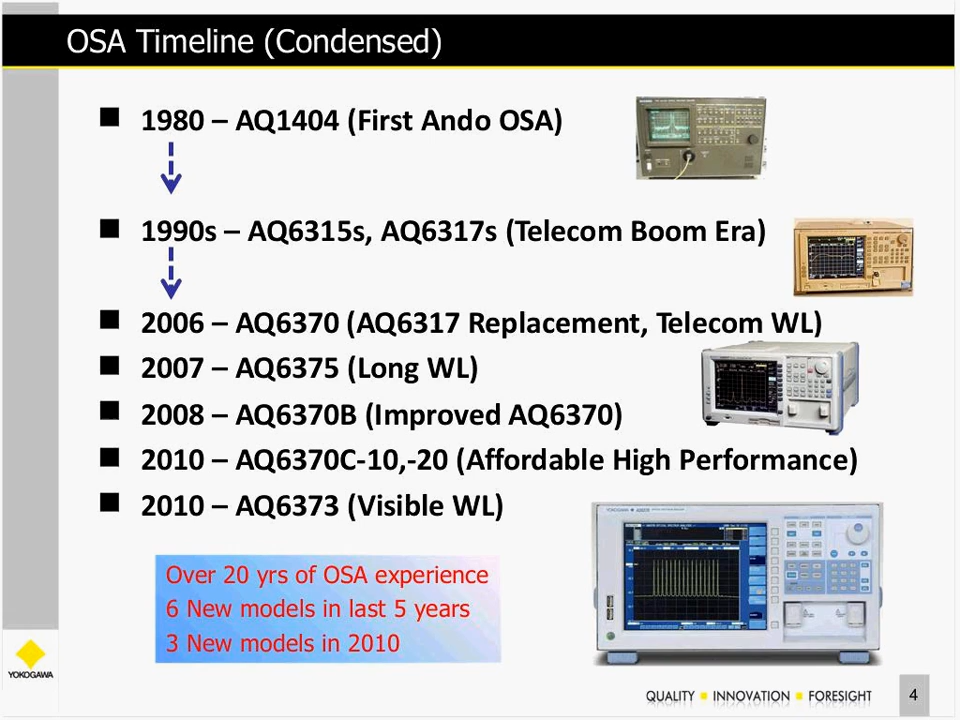 OSA Timeline (Condensed)
1980 – AQ1404 (First Ando OSA)
1990s – AQ6315s, AQ6317s (Telecom Boom Era)
2006 – AQ6370 (AQ6317 Replacement, Telecom WL)
2007 – AQ6375 (Long WL)
2008 – AQ6370B (Improved AQ6370)
2010 – AQ6370C-10,-20 (Affordable High Performance)
2010 – AQ6373 (Visible WL)
Over 20 yrs of OSA experience
6 New models in last 5 years
3 New models in 2010
YOKOGAWA
QUALITY ■ INNOVATION ■ FORESIGHT
4